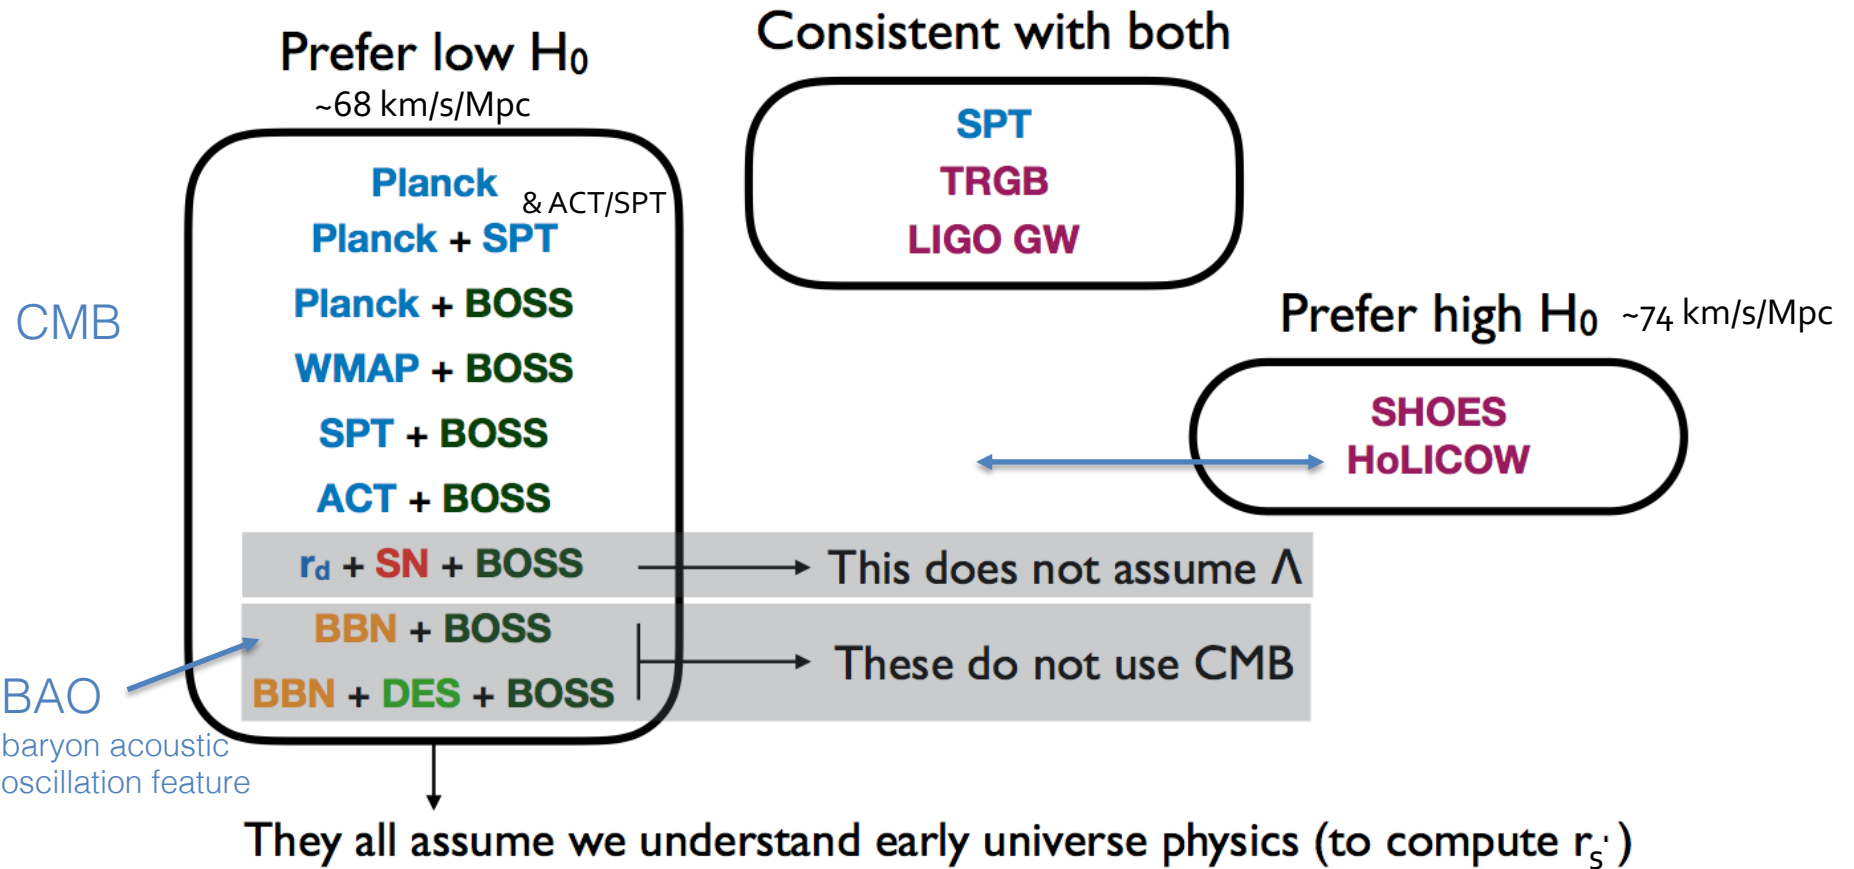 Prefer low H₀
~68 km/s/Mpc
Planck
& ACT/SPT
Planck + SPT
Planck + BOSS
WMAP + BOSS
SPT + BOSS
ACT + BOSS
r_d + SN + BOSS
BBN + BOSS
BBN + DES + BOSS
CMB
BAO
baryon acoustic
oscillation feature
Consistent with both
SPT
TRGB
LIGO GW
Prefer high H₀ ~74 km/s/Mpc
SHOES
HoLICOW
This does not assume Λ
These do not use CMB
They all assume we understand early universe physics (to compute r_s)